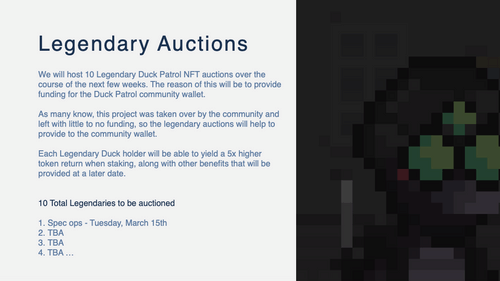 Legendary Auctions
We will host 10 Legendary Duck Patrol NFT auctions over the
course of the next few weeks. The reason of this will be to provide
funding for the Duck Patrol community wallet.
As many know, this project was taken over by the community and
left with little to no funding, so the legendary auctions will help to
provide to the community wallet.
Each Legendary Duck holder will be able to yield a 5x higher
token return when staking, along with other benefits that will be
provided at a later date.
10 Total Legendaries to be auctioned
1. Spec ops - Tuesday, March 15th
2. TBA
3. TBA
4. TBA ...